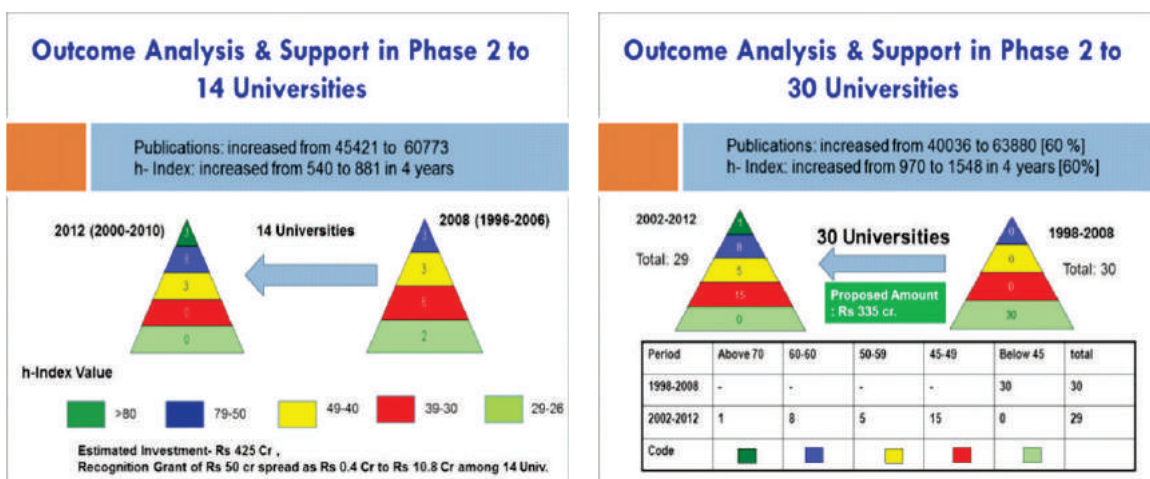 Outcome Analysis & Support in Phase 2 to
14 Universities
Publications: increased from 45421 to 60773
h- Index: increased from 540 to 881 in 4 years
2012 (2000-2010)
14 Universities
2008 (1996-2006)
3
3
0
2
h-Index Value
>80
79-50
49-40
39-30
29-26
Estimated Investment- Rs 425 Cr ,
Recognition Grant of Rs 50 cr spread as Rs 0.4 Cr to Rs 10.8 Cr among 14 Univ.
Outcome Analysis & Support in Phase 2 to
30 Universities
Publications: increased from 40036 to 63880 [60 %]
h- Index: increased from 970 to 1548 in 4 years [60%]
2002-2012
Total: 29
1
8
5
15
0
30 Universities
Proposed Amount
: Rs 335 cr.
1998-2008
Total: 30
0
0
0
30
Period Above 70 60-60 50-59 45-49 Below 45 total
1998-2008 - - - - 30 30
2002-2012 1 8 5 15 0 29
Code